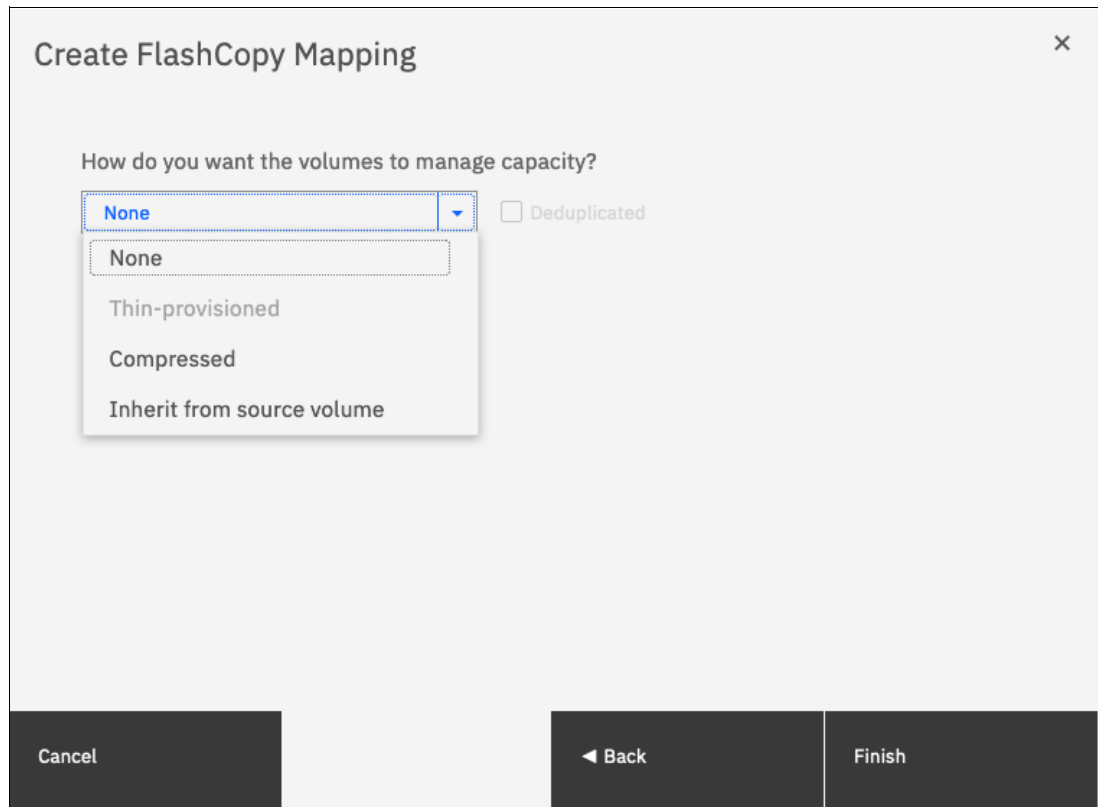 Create FlashCopy Mapping
How do you want the volumes to manage capacity?
None
Deduplicated
None
Thin-provisioned
Compressed
Inherit from source volume
Cancel
Back
Finish